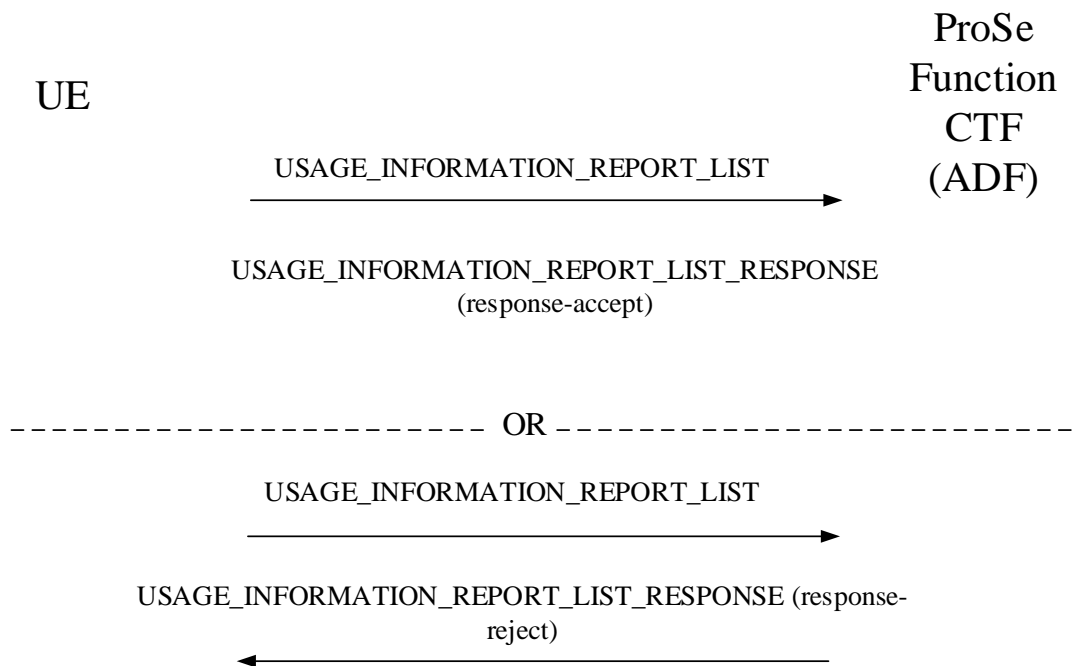 UE
ProSe
Function
CTF
(ADF)
USAGE_INFORMATION_REPORT_LIST
USAGE_INFORMATION_REPORT_LIST_RESPONSE
(response-accept)
OR
USAGE_INFORMATION_REPORT_LIST
USAGE_INFORMATION_REPORT_LIST_RESPONSE (response-
reject)